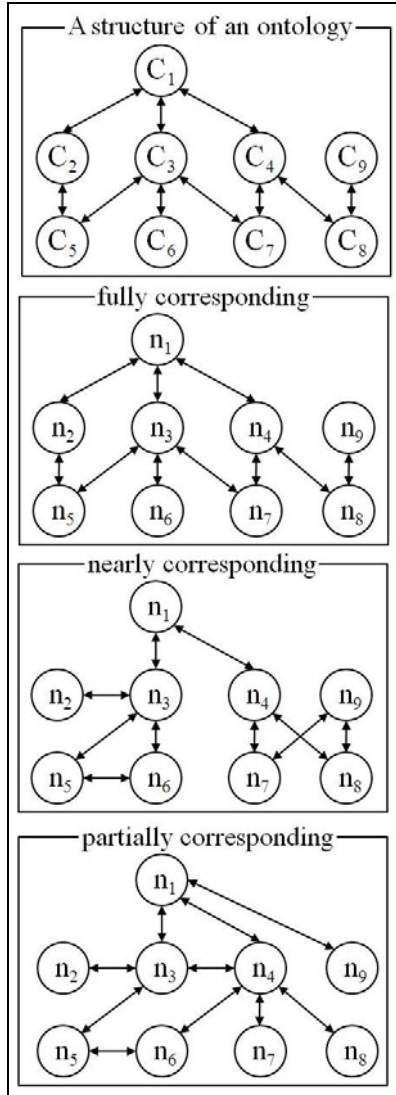 A structure of an ontology
C1
C2 C3 C4 C9
C5 C6 C7 C8
fully corresponding
n1
n2 n3 n4 n9
n5 n6 n7 n8
nearly corresponding
n1
n2 n3 n4 n9
n5 n6 n7 n8
partially corresponding
n1
n2 n3 n4 n9
n5 n6 n7 n8